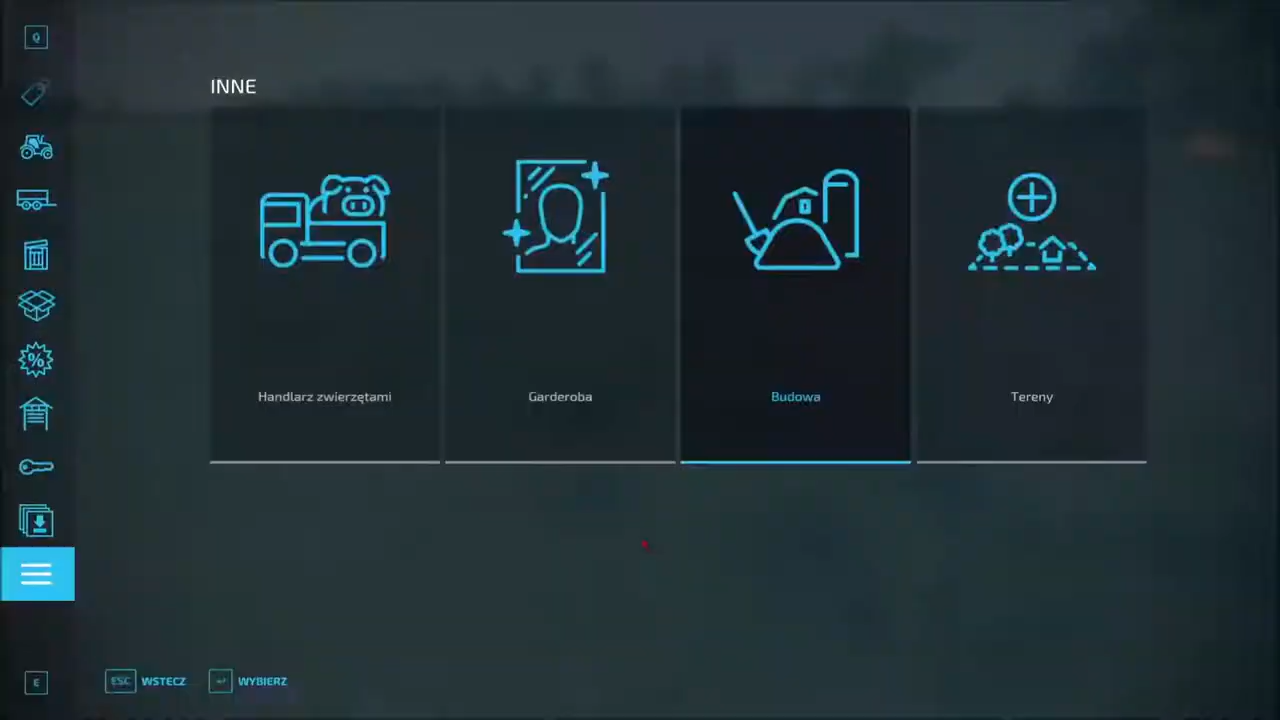 Q
INNE
%
Handlarz zwierzętami
Garderoba
Budowa
Tereny
E
ESC WSTECZ
WYBIERZ